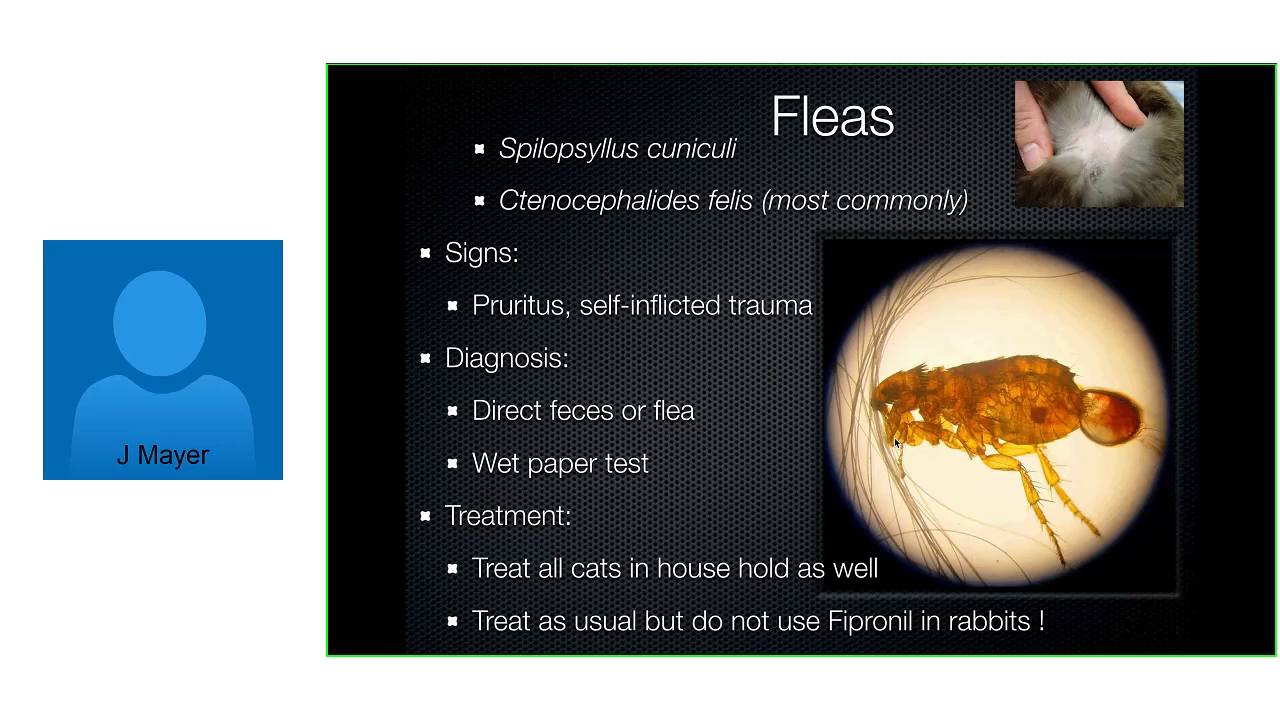 Fleas
Spilopsyllus cuniculi
Ctenocephalides felis (most commonly)
Signs:
Pruritus, self-inflicted trauma
Diagnosis:
Direct feces or flea
Wet paper test
Treatment:
Treat all cats in house hold as well
Treat as usual but do not use Fipronil in rabbits !
J Mayer